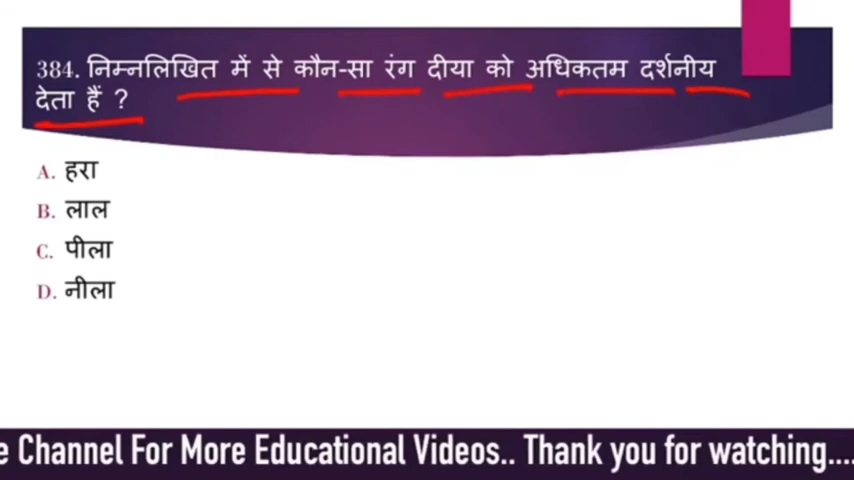 384. निम्नलिखित में से कौन-सा रंग दीया को अधिकतम दर्शनीय
देता हैं ?
A. हरा
B. लाल
C. पीला
D. नीला
e Channel For More Educational Videos.. Thank you for watching....